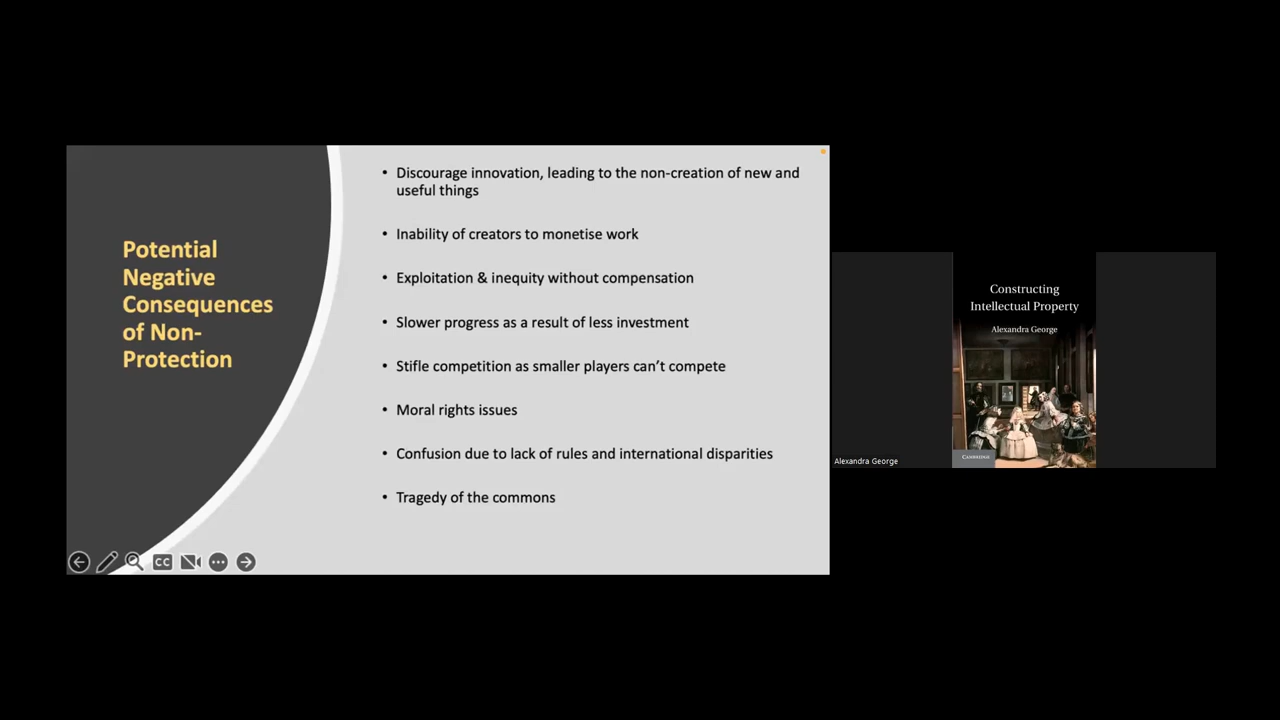 Potential
Negative
Consequences
of Non-
Protection
• Discourage innovation, leading to the non-creation of new and
useful things
• Inability of creators to monetise work
• Exploitation & inequity without compensation
• Slower progress as a result of less investment
• Stifle competition as smaller players can't compete
• Moral rights issues
• Confusion due to lack of rules and international disparities
• Tragedy of the commons
CC
Constructing
Intellectual Property
Alexandra George
CAMBRIDGE
Alexandra George